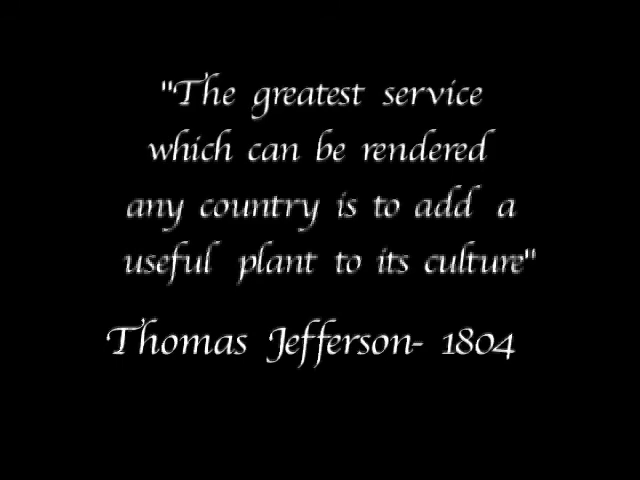 "The greatest service
which can be rendered
any country is to add a
useful plant to its culture"
Thomas Jefferson- 1804